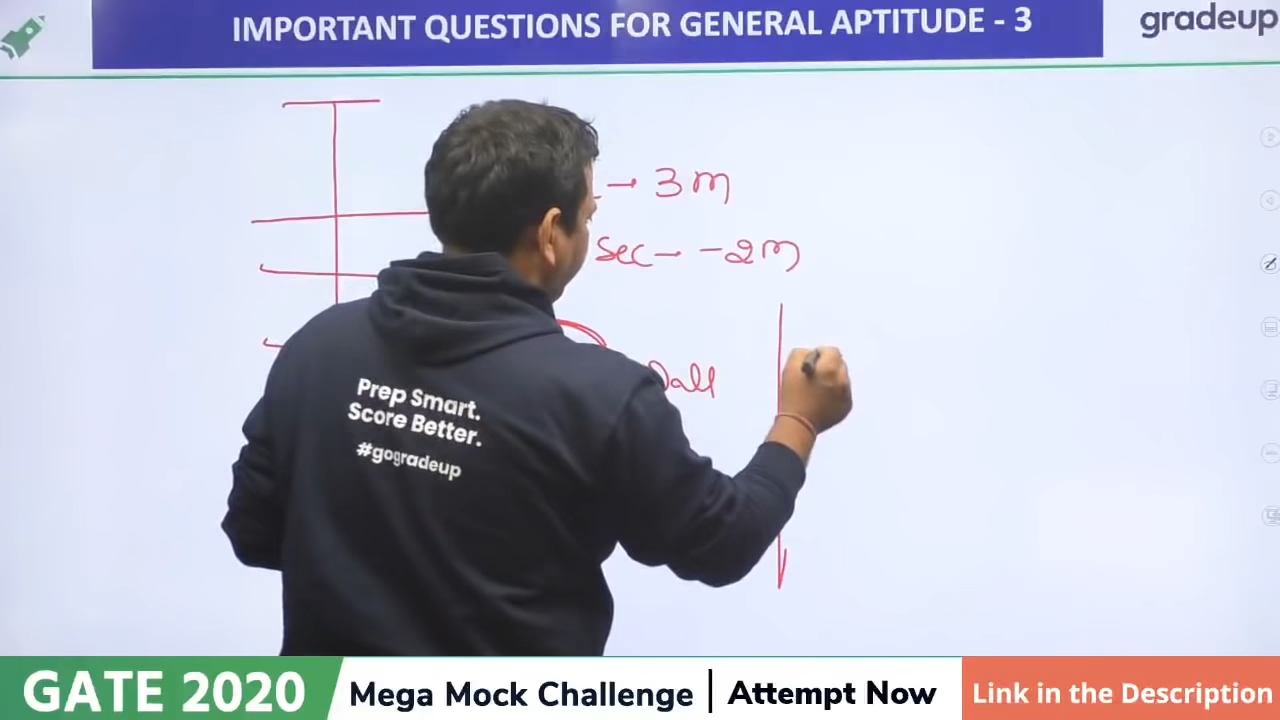 IMPORTANT QUESTIONS FOR GENERAL APTITUDE - 3
gradeup
→ 3m
Sec → -2m
Prep Smart.
Score Better.
#gogradeup
GATE 2020
Mega Mock Challenge
Attempt Now
Link in the Description